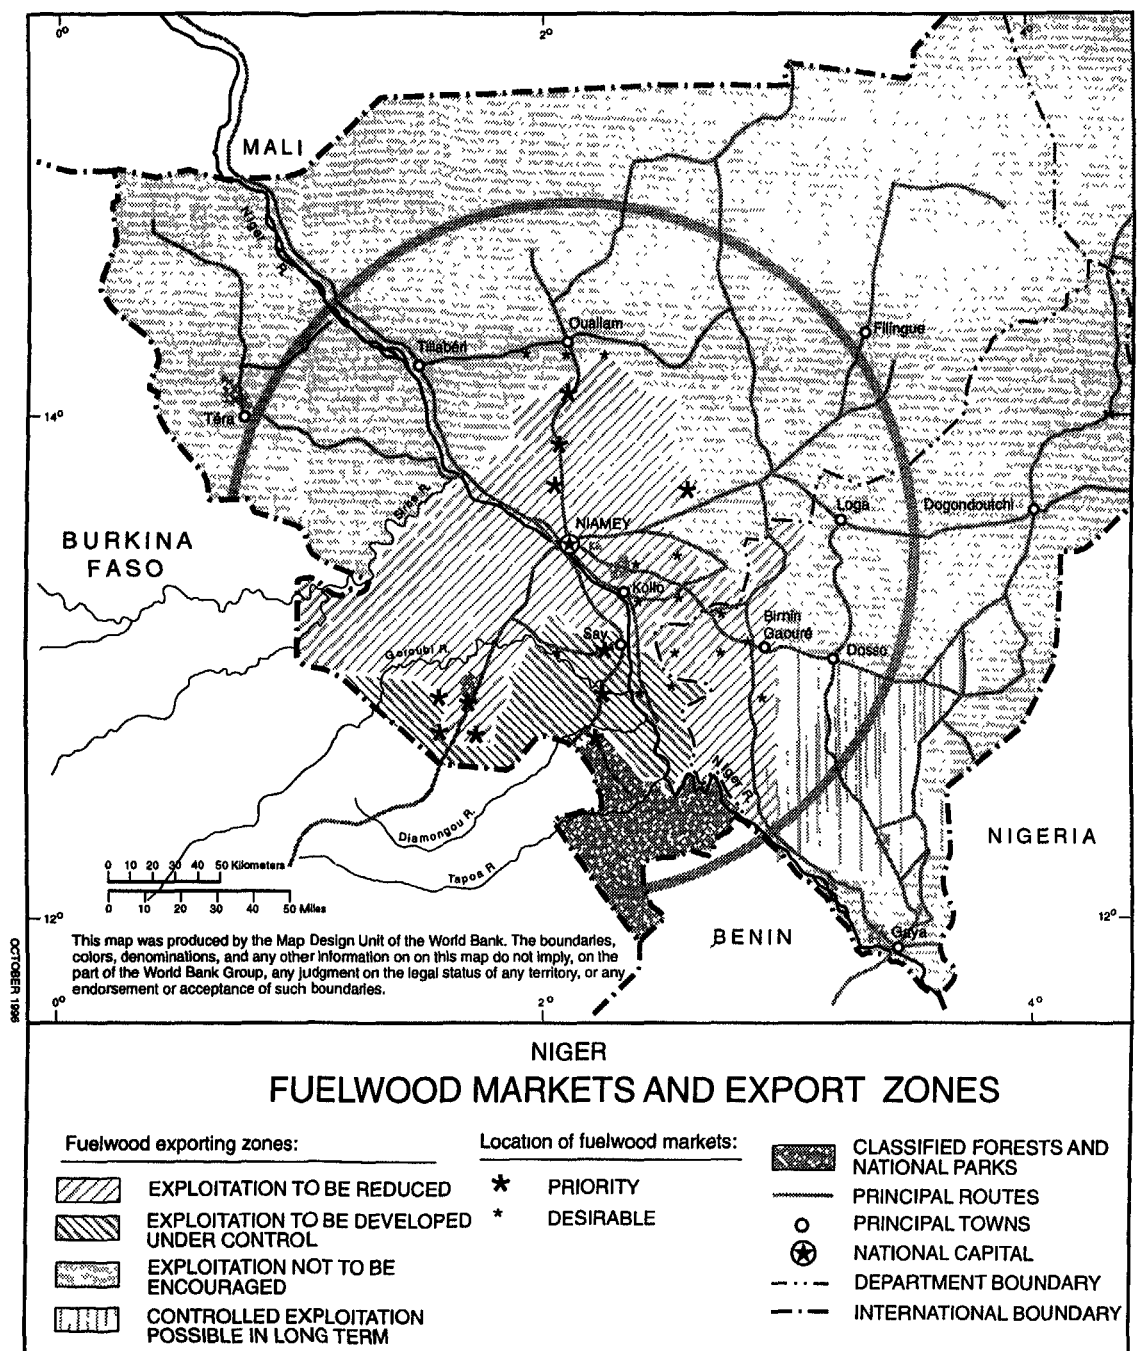 0°
2°
4°
MALI
Niger R.
Ouallam
Tillabéri
Filingue
14°
Téra
Sirba R.
Loga
Dogondoutchi
NIAMEY
BURKINA
FASO
Kollo
Birnin
Gaouré
Say
Dosso
Goroubi R.
Niger R.
Diamongou R.
NIGERIA
Tapoa R
0 10 20 30 40 50 Kilometers
0 10 20 30 40 50 Miles
12°
12°
BENIN
Gaya
This map was produced by the Map Design Unit of the World Bank. The boundaries,
colors, denominations, and any other information on on this map do not imply, on the
part of the World Bank Group, any judgment on the legal status of any territory, or any
endorsement or acceptance of such boundaries.
OCTOBER 1996
0°
2°
4°
NIGER
FUELWOOD MARKETS AND EXPORT ZONES
Fuelwood exporting zones:
EXPLOITATION TO BE REDUCED
EXPLOITATION TO BE DEVELOPED
UNDER CONTROL
EXPLOITATION NOT TO BE
ENCOURAGED
CONTROLLED EXPLOITATION
POSSIBLE IN LONG TERM
Location of fuelwood markets:
PRIORITY
DESIRABLE
CLASSIFIED FORESTS AND
NATIONAL PARKS
PRINCIPAL ROUTES
PRINCIPAL TOWNS
NATIONAL CAPITAL
DEPARTMENT BOUNDARY
INTERNATIONAL BOUNDARY